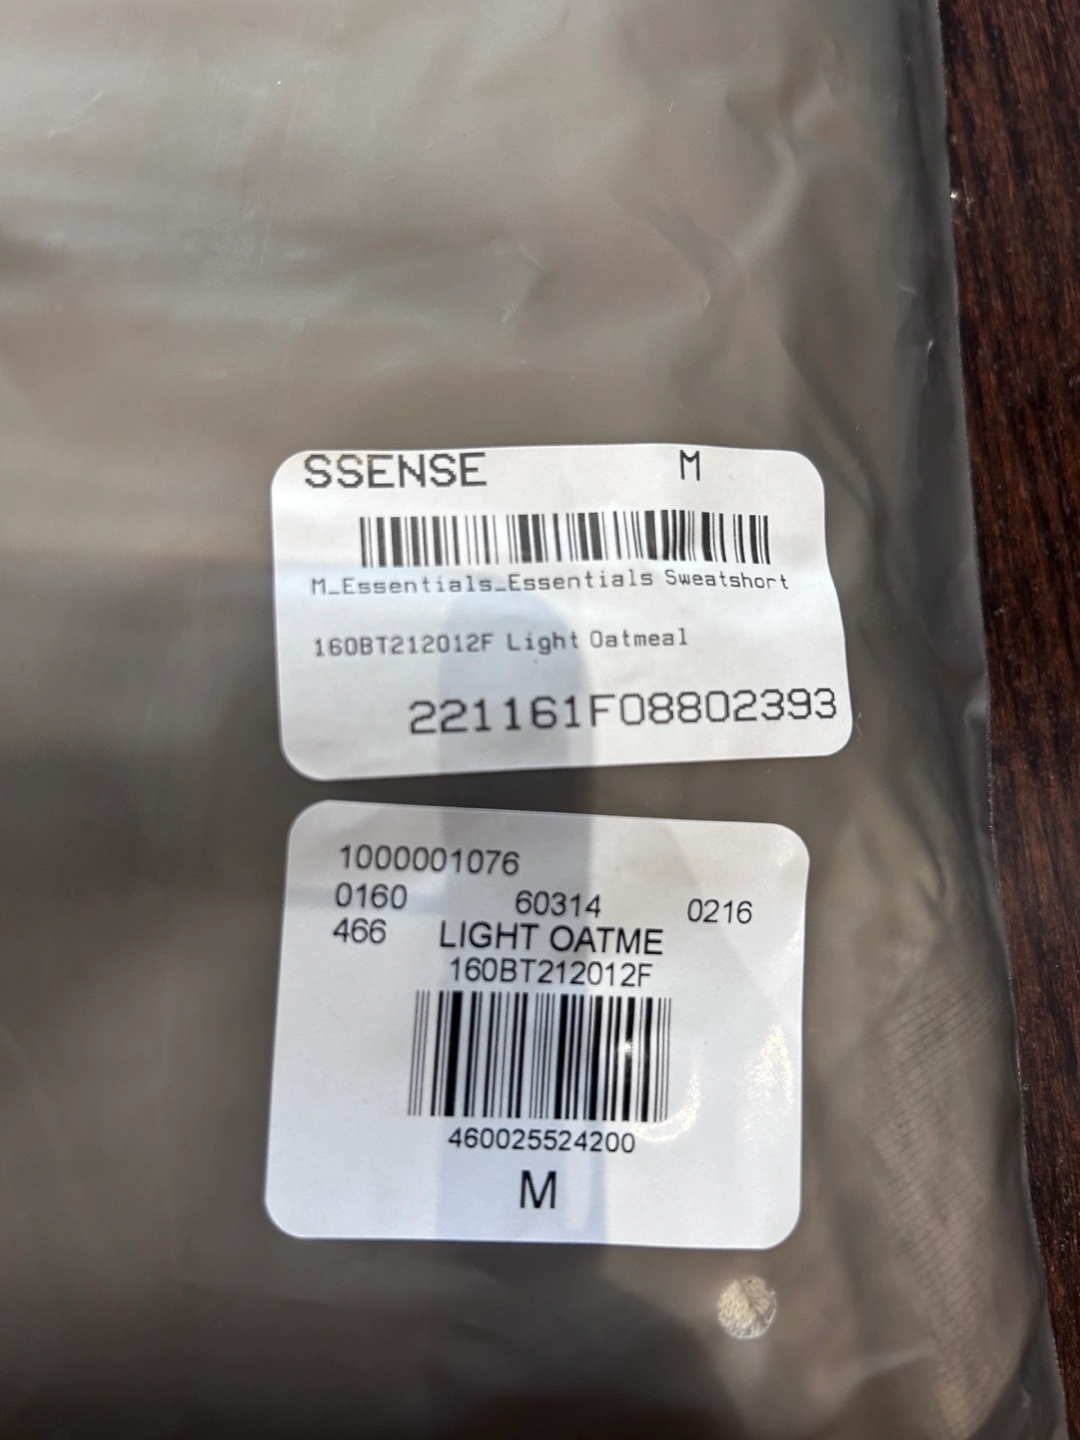 SSENSE M
M_Essentials_Essentials Sweatshort
160BT212012F Light Oatmeal
221161F08802393
1000001076
0160 60314 0216
466 LIGHT OATME
160BT212012F
460025524200
M